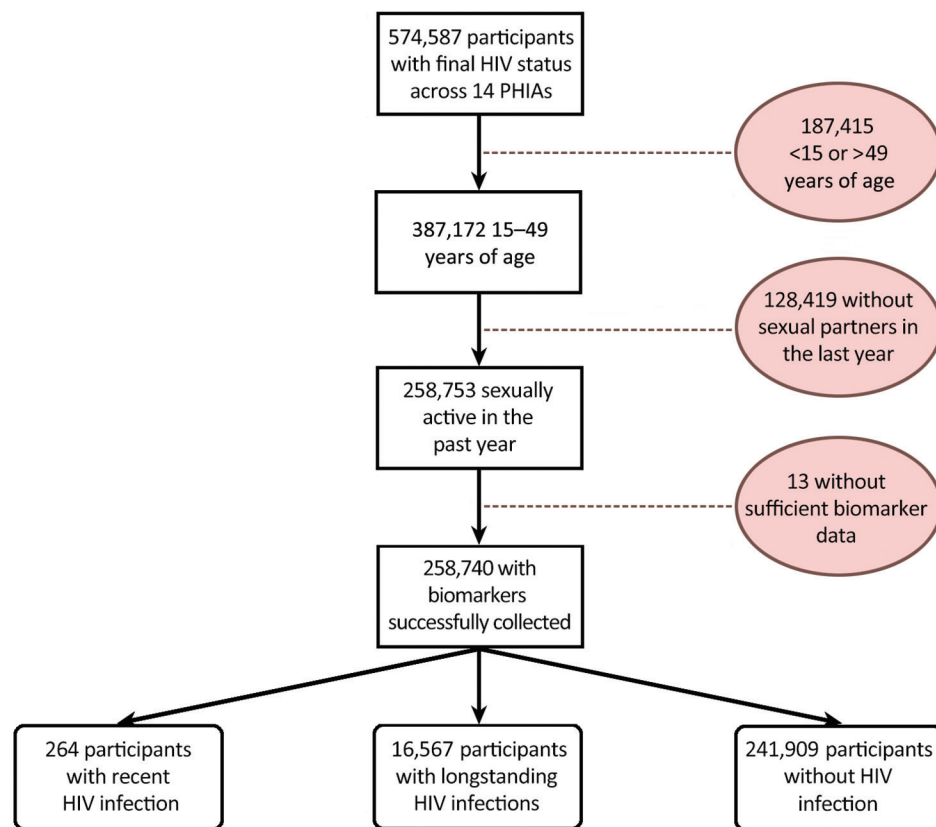 574,587 participants
with final HIV status
across 14 PHIAs
187,415
<15 or >49
years of age
387,172 15–49
years of age
128,419 without
sexual partners in
the last year
258,753 sexually
active in the
past year
13 without
sufficient biomarker
data
258,740 with
biomarkers
successfully collected
264 participants
with recent
HIV infection
16,567 participants
with longstanding
HIV infections
241,909 participants
without HIV
infection